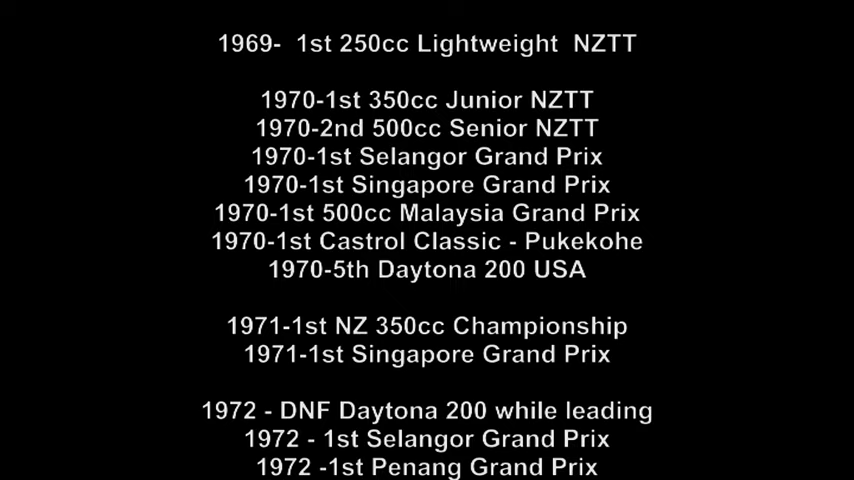 1969-  1st 250cc Lightweight  NZTT
1970-1st 350cc Junior NZTT
1970-2nd 500cc Senior NZTT
1970-1st Selangor Grand Prix
1970-1st Singapore Grand Prix
1970-1st 500cc Malaysia Grand Prix
1970-1st Castrol Classic - Pukekohe
1970-5th Daytona 200 USA
1971-1st NZ 350cc Championship
1971-1st Singapore Grand Prix
1972 - DNF Daytona 200 while leading
1972 - 1st Selangor Grand Prix
1972 -1st Penang Grand Prix